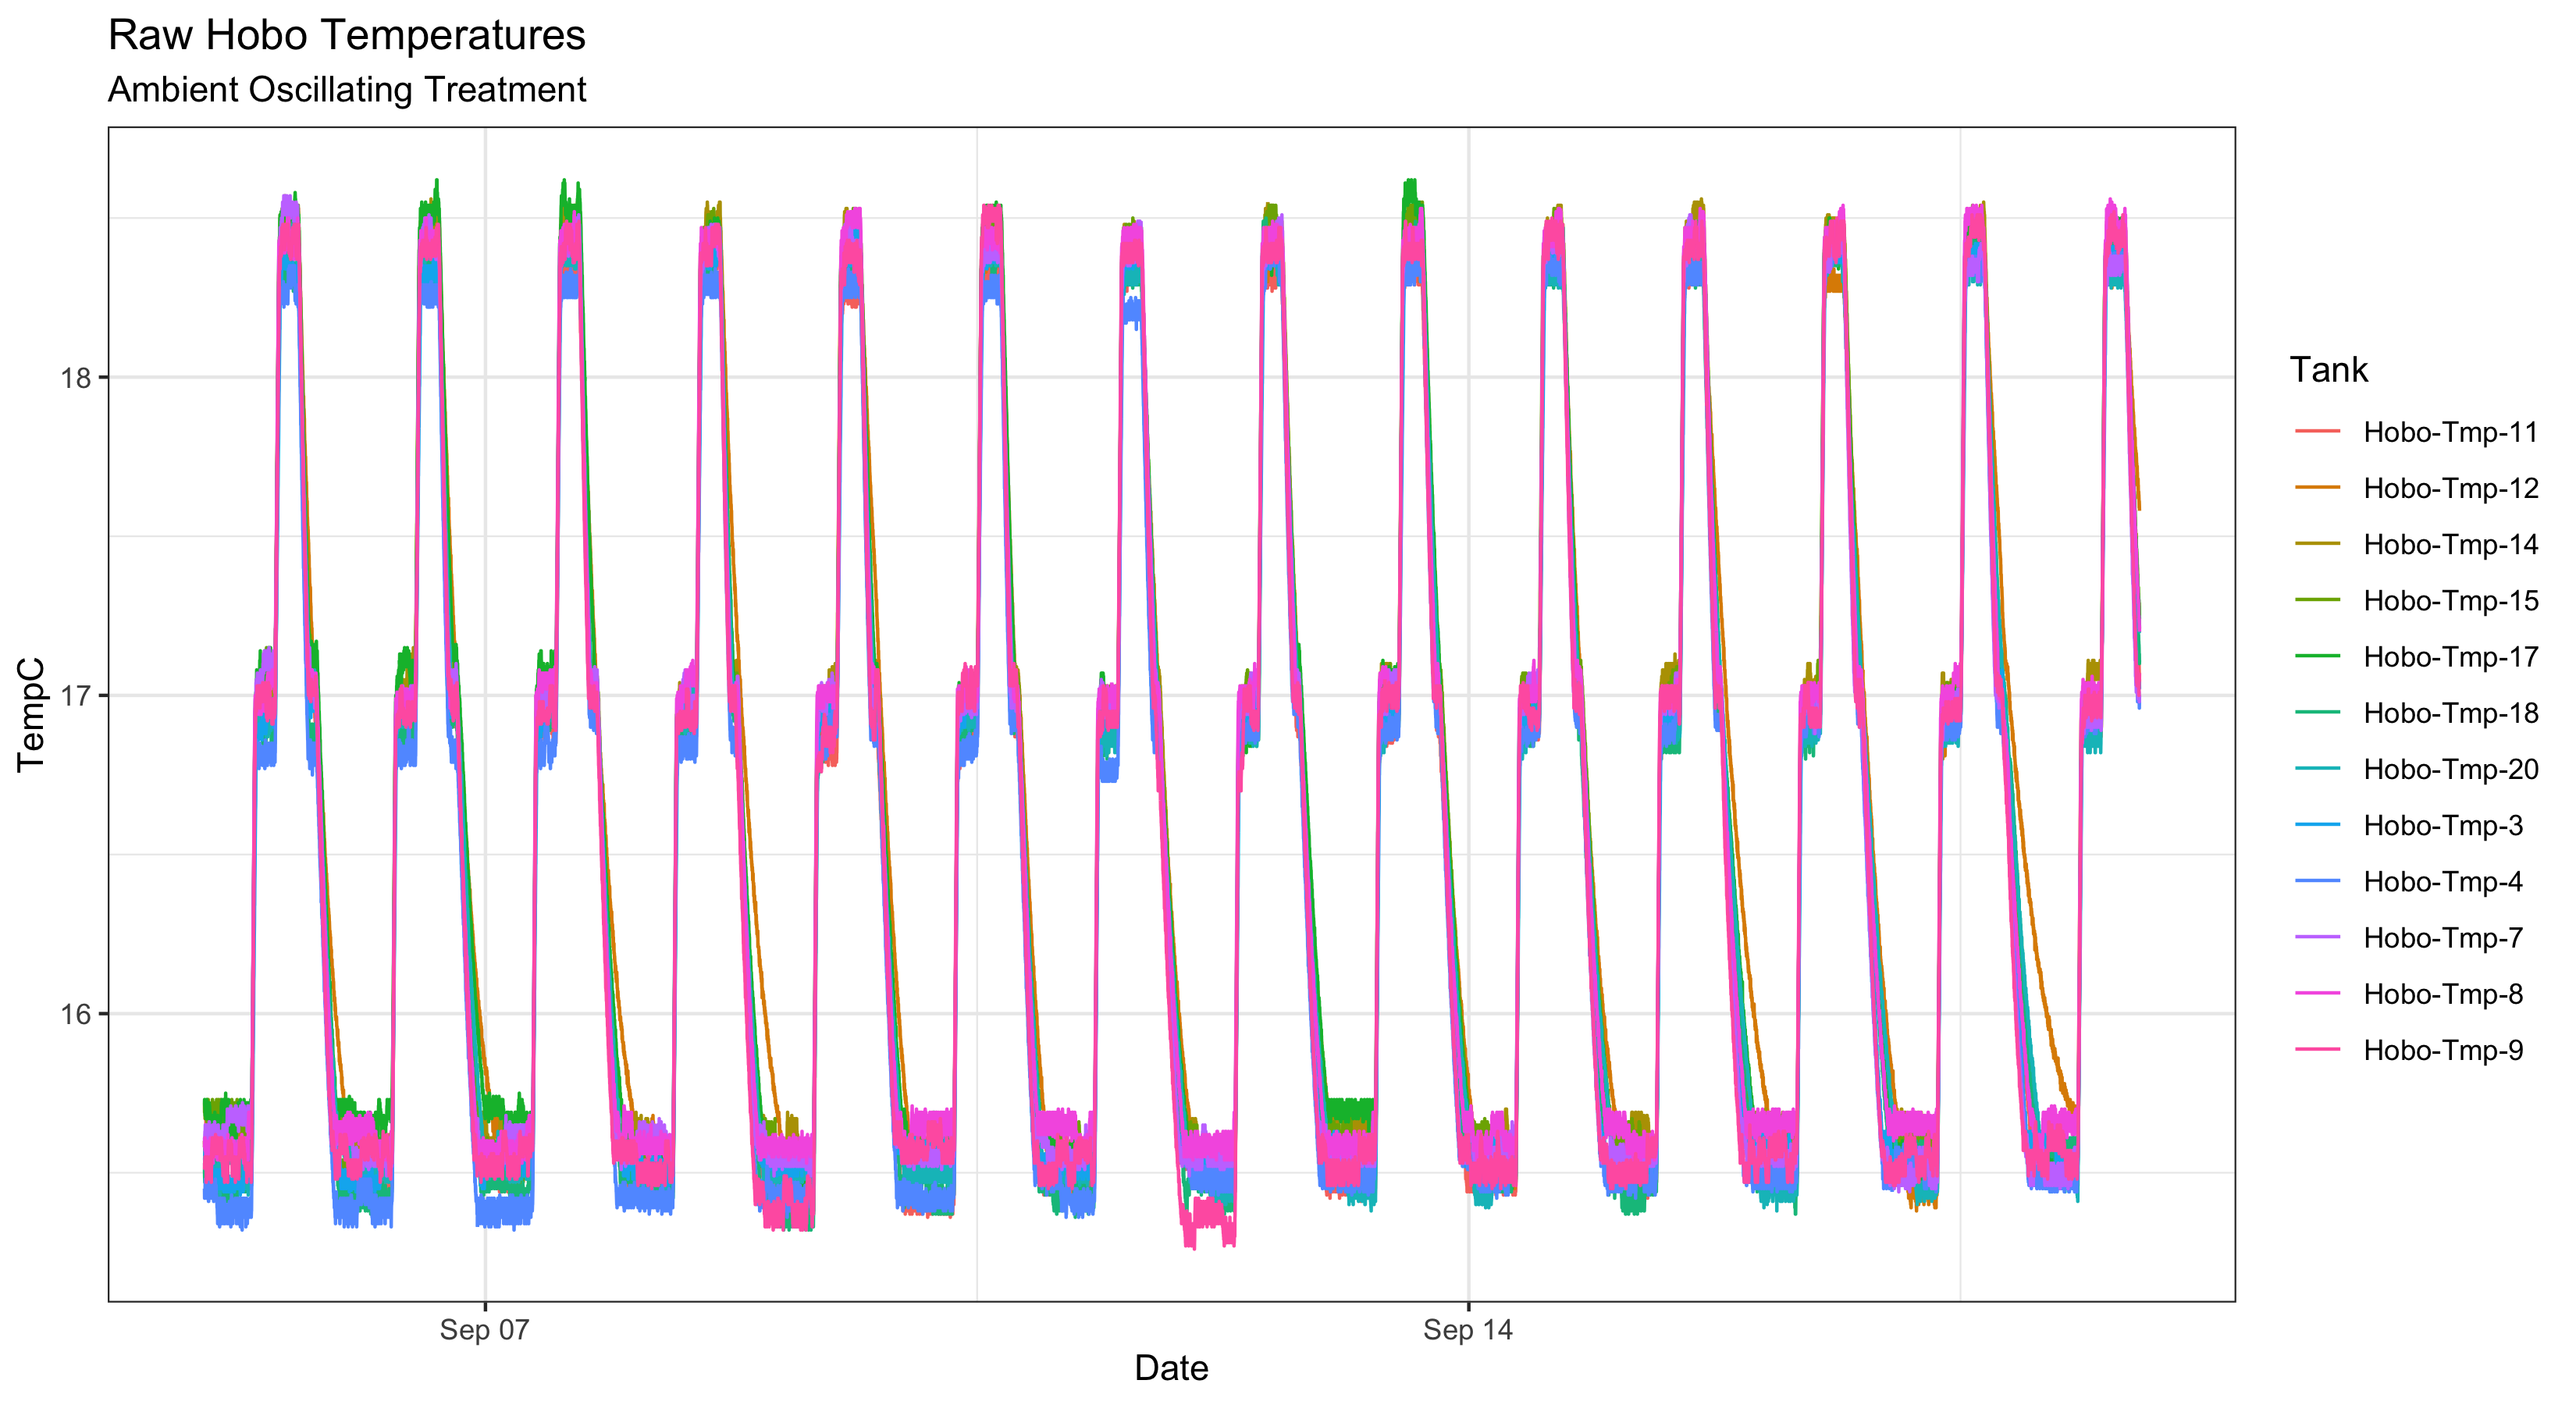 Raw Hobo Temperatures
Ambient Oscillating Treatment
TempC
18
17
16
Sep 07
Sep 14
Date
Tank
Hobo-Tmp-11
Hobo-Tmp-12
Hobo-Tmp-14
Hobo-Tmp-15
Hobo-Tmp-17
Hobo-Tmp-18
Hobo-Tmp-20
Hobo-Tmp-3
Hobo-Tmp-4
Hobo-Tmp-7
Hobo-Tmp-8
Hobo-Tmp-9